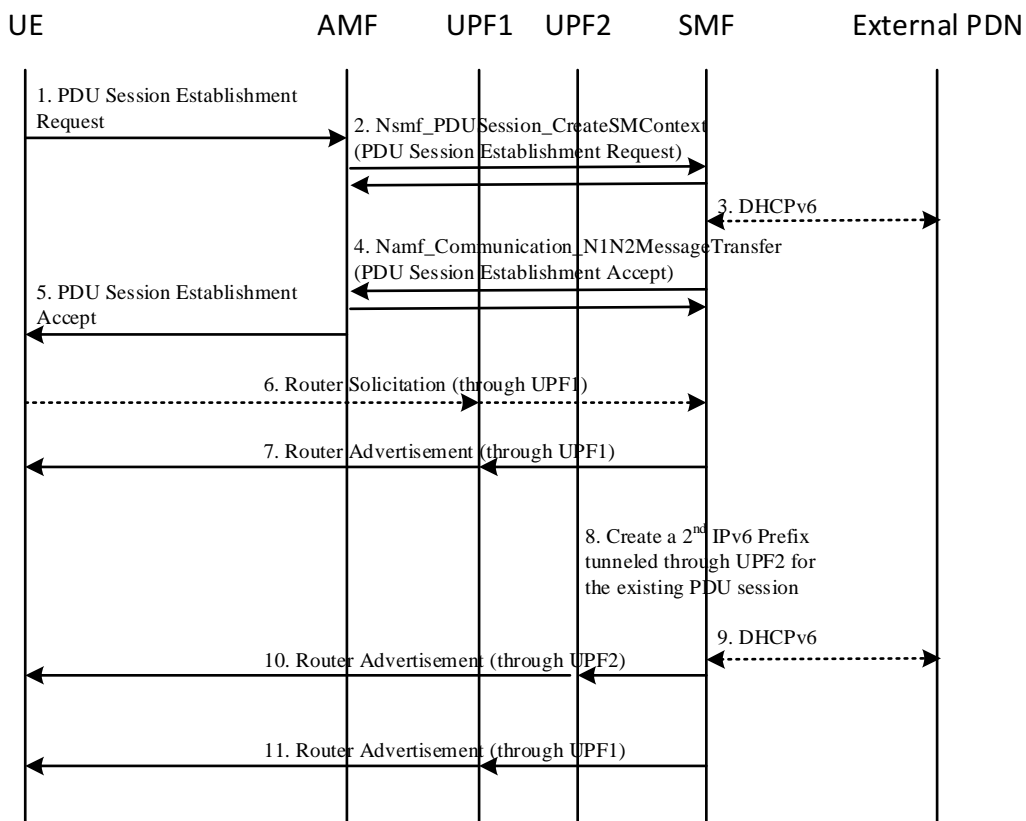 UE
AMF
UPF1
UPF2
SMF
External PDN
1. PDU Session Establishment
Request
2. Nsmf_PDUSession_CreateSMContext
(PDU Session Establishment Request)
3. DHCPv6
4. Namf_Communication_N1N2MessageTransfer
(PDU Session Establishment Accept)
5. PDU Session Establishment
Accept
6. Router Solicitation (through UPF1)
7. Router Advertisement (through UPF1)
8. Create a 2nd IPv6 Prefix
tunneled through UPF2 for
the existing PDU session
9. DHCPv6
10. Router Advertisement (through UPF2)
11. Router Advertisement (through UPF1)